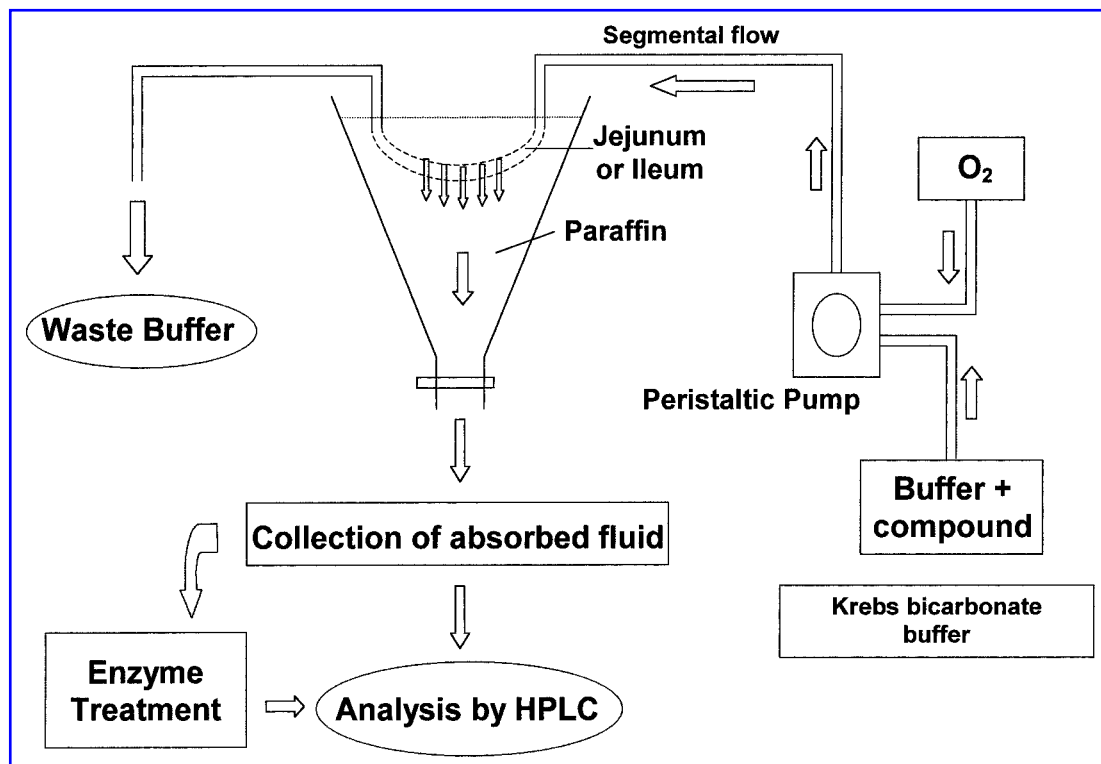 Segmental flow
Jejunum
or Ileum
O₂
Paraffin
Waste Buffer
Peristaltic Pump
Buffer +
compound
Collection of absorbed fluid
Krebs bicarbonate
buffer
Enzyme
Treatment
Analysis by HPLC